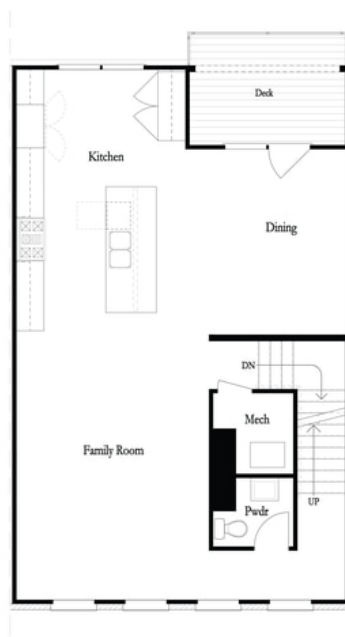 Deck
Kitchen
Dining
DN
Mech
Family Room
UP
Pwdr